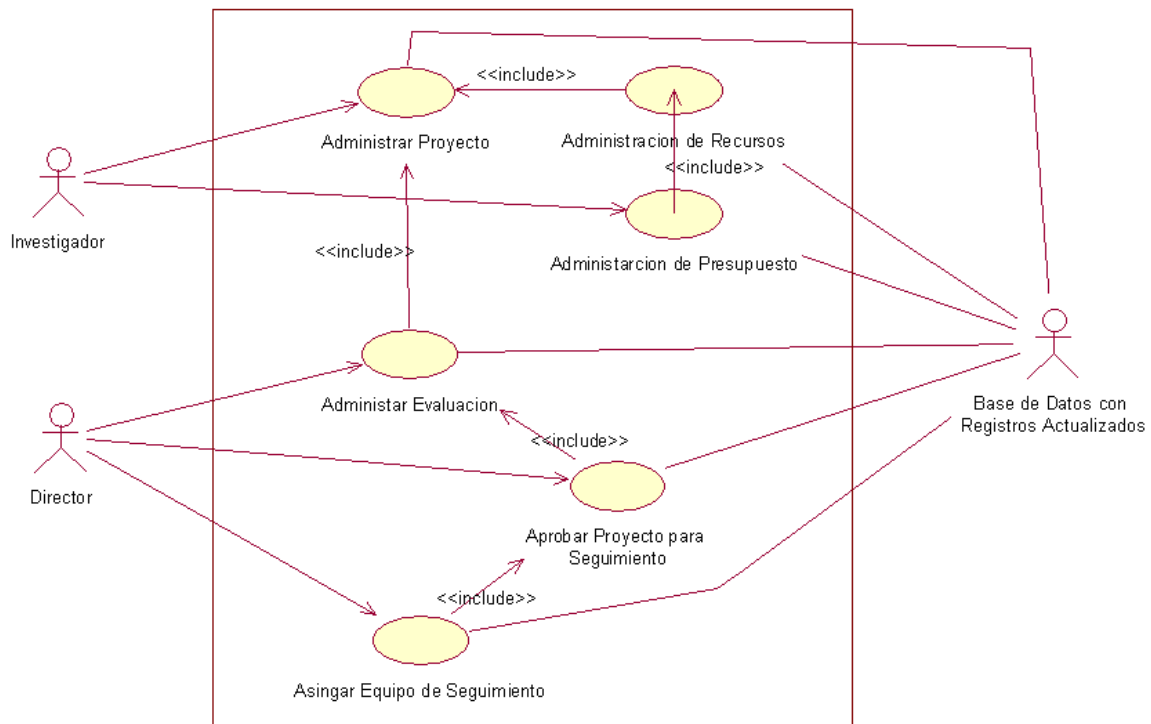 <<include>>
Administrar Proyecto
Administracion de Recursos
<<include>>
Investigador
<<include>>
Administarcion de Presupuesto
Administar Evaluacion
Base de Datos con
Registros Actualizados
<<include>>
Director
Aprobar Proyecto para
Seguimiento
<<include>>
Asingar Equipo de Seguimiento